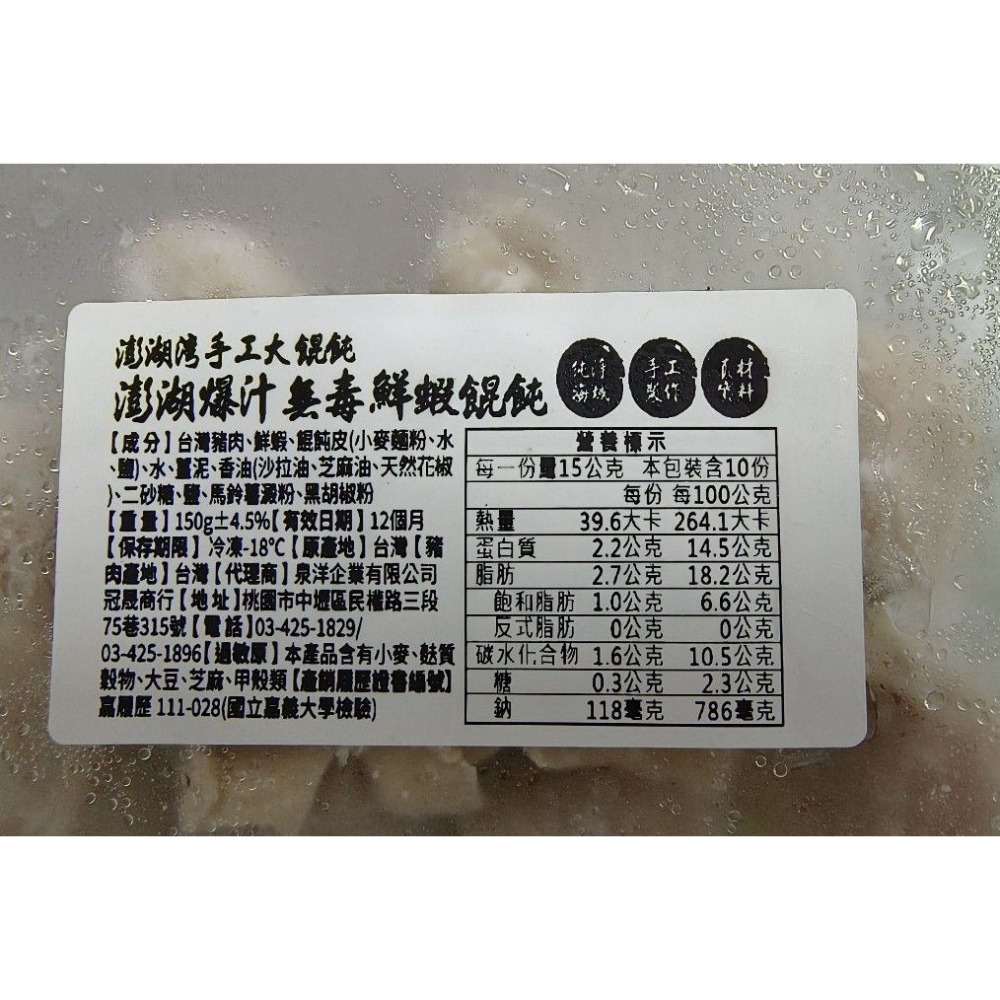 澎湖湾手工大餛飩
澎湖爆汁無毒鮮蝦餛飩
純淨海域
手工製作
良材
料
【成分】台灣豬肉、鮮蝦、餛飩皮(小麥麵粉、水
、鹽)、水、薑泥、香油(沙拉油、芝麻油、天然花椒
)、二砂糖、鹽、馬鈴薯澱粉、黑胡椒粉
【重量】150g±4.5%【有效日期】12個月
【保存期限】冷凍-18°C【原產地】台灣【豬
肉產地】台灣【代理商】泉洋企業有限公司
冠晟商行【地址】桃園市中壢區民權路三段
75巷315號【電話】03-425-1829/
03-425-1896【過敏原】本產品含有小麥、麩質
穀物、大豆、芝麻、甲殼類【產銷履歷證書編號】
嘉履歷 111-028(國立嘉義大學檢驗)
營養標示
每一份量15公克 本包裝含10份
每份 每100公克
熱量 39.6大卡 264.1大卡
蛋白質 2.2公克 14.5公克
脂肪 2.7公克 18.2公克
飽和脂肪 1.0公克 6.6公克
反式脂肪 0公克 0公克
碳水化合物 1.6公克 10.5公克
糖 0.3公克 2.3公克
鈉 118毫克 786毫克